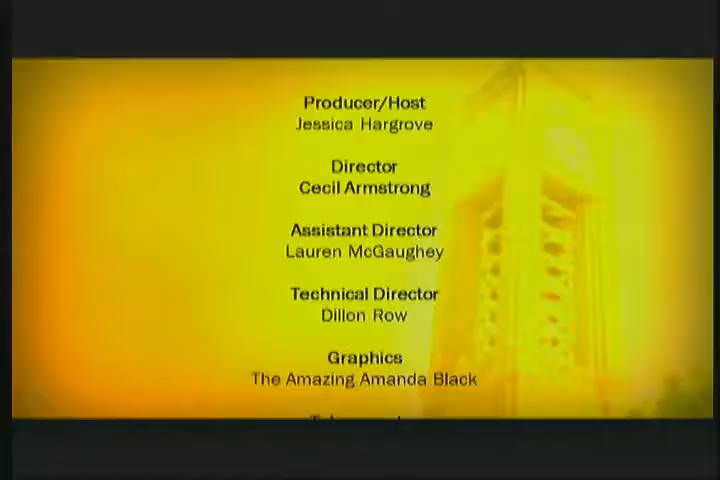 Producer/Host
Jessica Hargrove
Director
Cecil Armstrong
Assistant Director
Lauren McGaughey
Technical Director
Dillon Row
Graphics
The Amazing Amanda Black